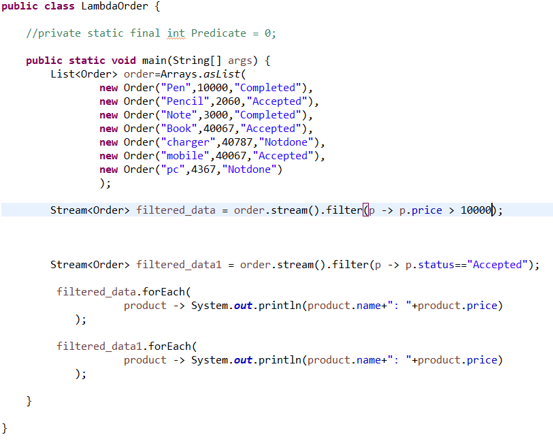 public class LambdaOrder {
//private static final int Predicate = 0;
public static void main(String[] args) {
List<Order> order=Arrays.asList(
new Order("Pen",10000,"Completed"),
new Order("Pencil",2060,"Accepted"),
new Order("Note",3000,"Completed"),
new Order("Book",40067,"Accepted"),
new Order("charger",40787,"Notdone"),
new Order("mobile",40067,"Accepted"),
new Order("pc",4367,"Notdone")
);
Stream<Order> filtered_data = order.stream().filter(p -> p.price > 10000);
Stream<Order> filtered_data1 = order.stream().filter(p -> p.status=="Accepted");
filtered_data.forEach(
product -> System.out.println(product.name+": "+product.price)
);
filtered_data1.forEach(
product -> System.out.println(product.name+": "+product.price)
);
}
}